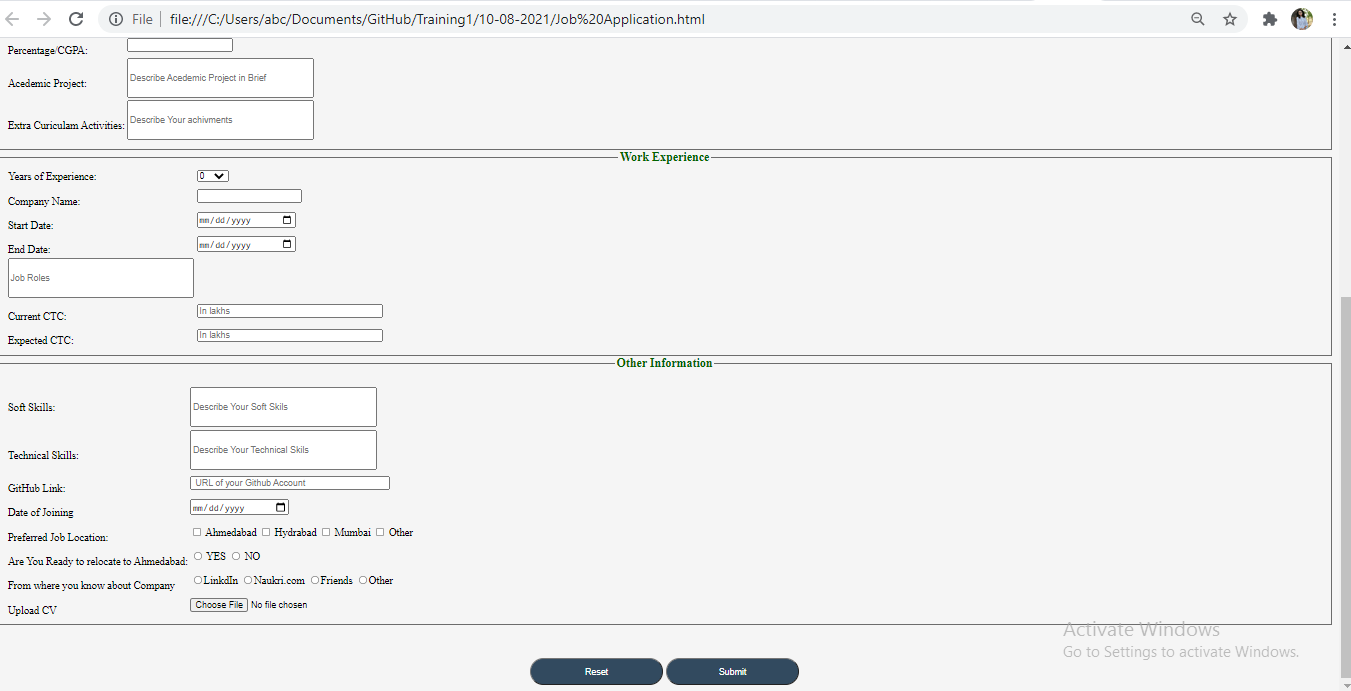 File file:///C:/Users/abc/Documents/GitHub/Training1/10-08-2021/Job%20Application.html
Percentage/CGPA:
Acedemic Project: Describe Acedemic Project in Brief
Extra Curiculam Activities: Describe Your achivments
Work Experience
Years of Experience: 0
Company Name:
Start Date: mm/dd/yyyy
End Date: mm/dd/yyyy
Job Roles
Current CTC: In lakhs
Expected CTC: In lakhs
Other Information
Soft Skills: Describe Your Soft Skils
Technical Skills: Describe Your Technical Skils
GitHub Link: URL of your Github Account
Date of Joining mm/dd/yyyy
Preferred Job Location: Ahmedabad Hydrabad Mumbai Other
Are You Ready to relocate to Ahmedabad: YES NO
From where you know about Company LinkdIn Naukri.com Friends Other
Upload CV Choose File No file chosen
Activate Windows
Go to Settings to activate Windows.
Reset Submit